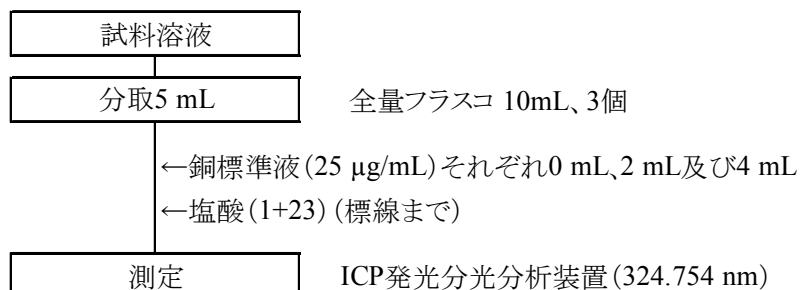 試料溶液
分取5 mL 全量フラスコ 10mL、3個
←銅標準液(25 µg/mL)それぞれ0 mL、2 mL及び4 mL
←塩酸(1+23) (標線まで)
測定 ICP発光分光分析装置(324.754 nm)